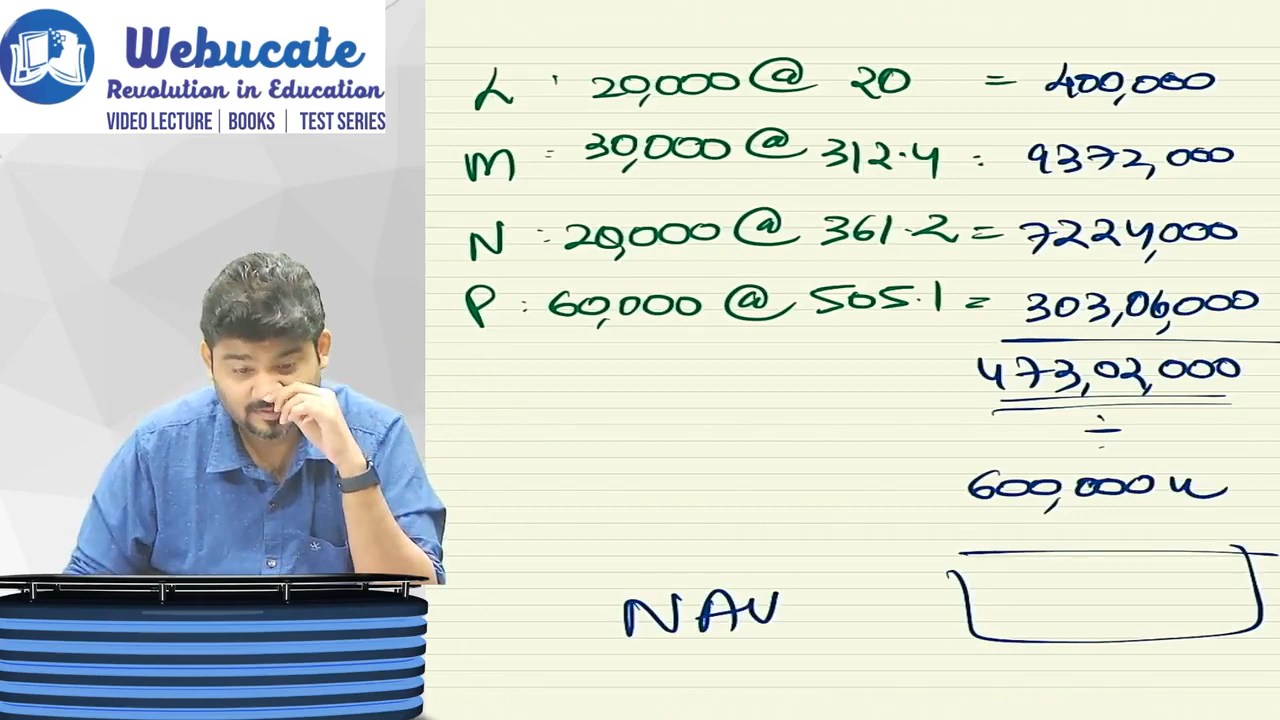 Webucate
Revolution in Education
VIDEO LECTURE | BOOKS | TEST SERIES
L : 20,000 @ 20 = 400,000
M : 30,000 @ 312.4 = 9372,000
N : 20,000 @ 361.2 = 7224,000
P : 60,000 @ 505.1 = 303,06,000
473,02,000
÷
600,000 u
NAV